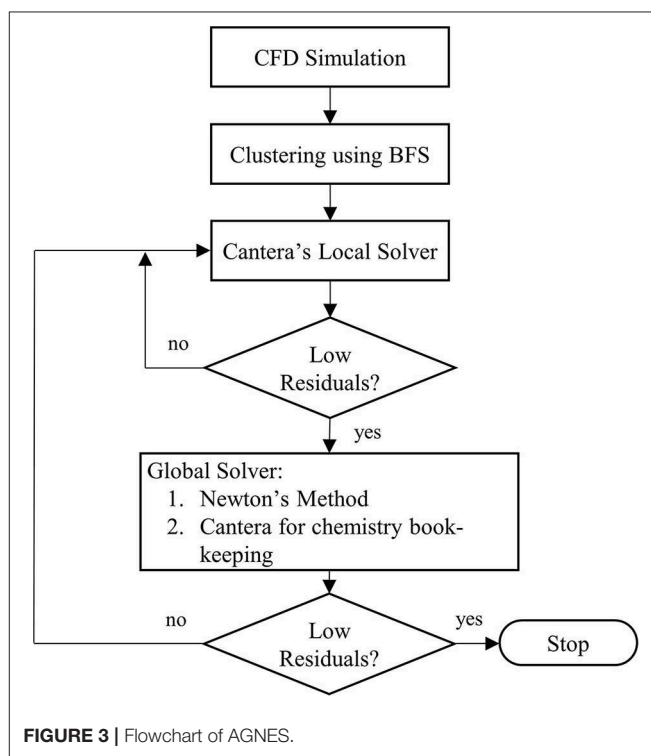 CFD Simulation
Clustering using BFS
Cantera's Local Solver
no
Low
Residuals?
yes
Global Solver:
1. Newton's Method
2. Cantera for chemistry book-
keeping
no
Low
Residuals?
yes
Stop
FIGURE 3 | Flowchart of AGNES.